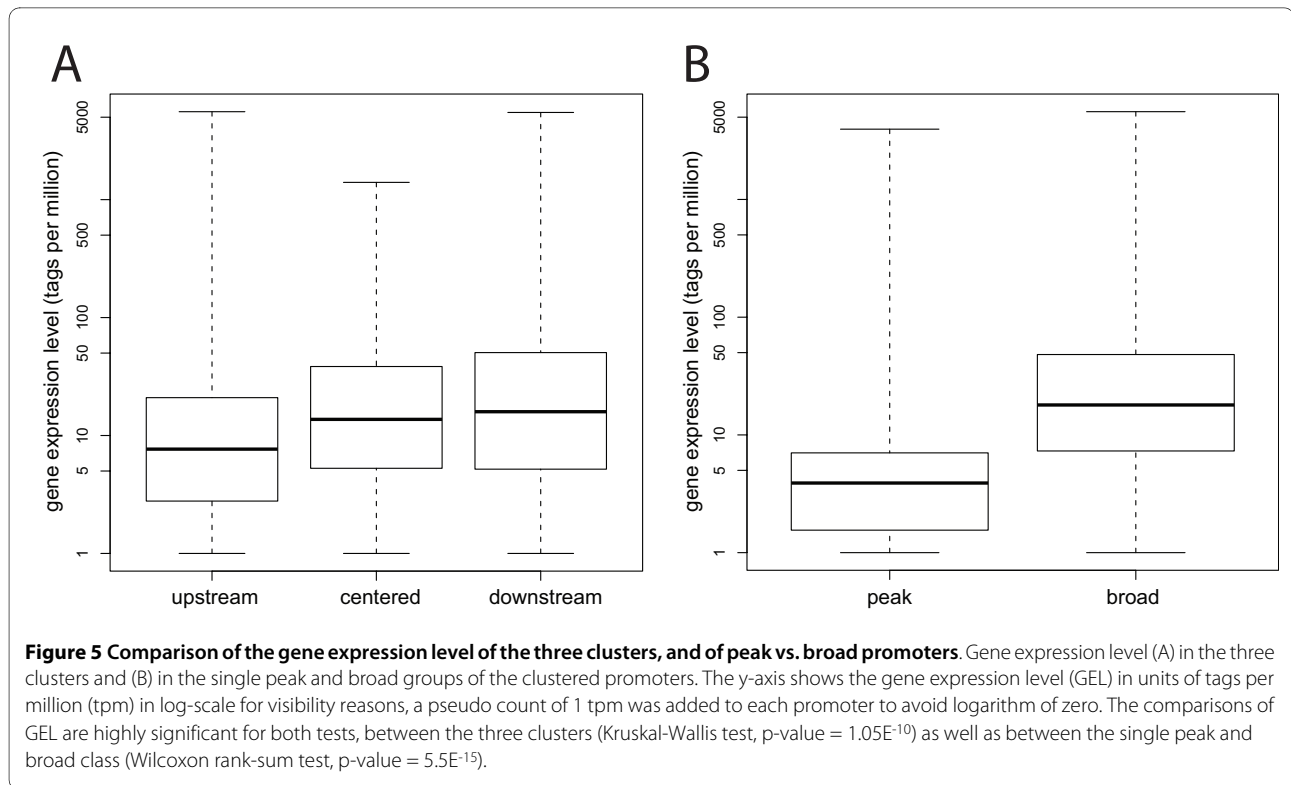 A
B
gene expression level (tags per million)
5000
500
100
50
10
5
1
upstream
centered
downstream
gene expression level (tags per million)
5000
500
100
50
10
5
1
peak
broad
Figure 5 Comparison of the gene expression level of the three clusters, and of peak vs. broad promoters. Gene expression level (A) in the three
clusters and (B) in the single peak and broad groups of the clustered promoters. The y-axis shows the gene expression level (GEL) in units of tags per
million (tpm) in log-scale for visibility reasons, a pseudo count of 1 tpm was added to each promoter to avoid logarithm of zero. The comparisons of
GEL are highly significant for both tests, between the three clusters (Kruskal-Wallis test, p-value = 1.05E-10) as well as between the single peak and
broad class (Wilcoxon rank-sum test, p-value = 5.5E-15).